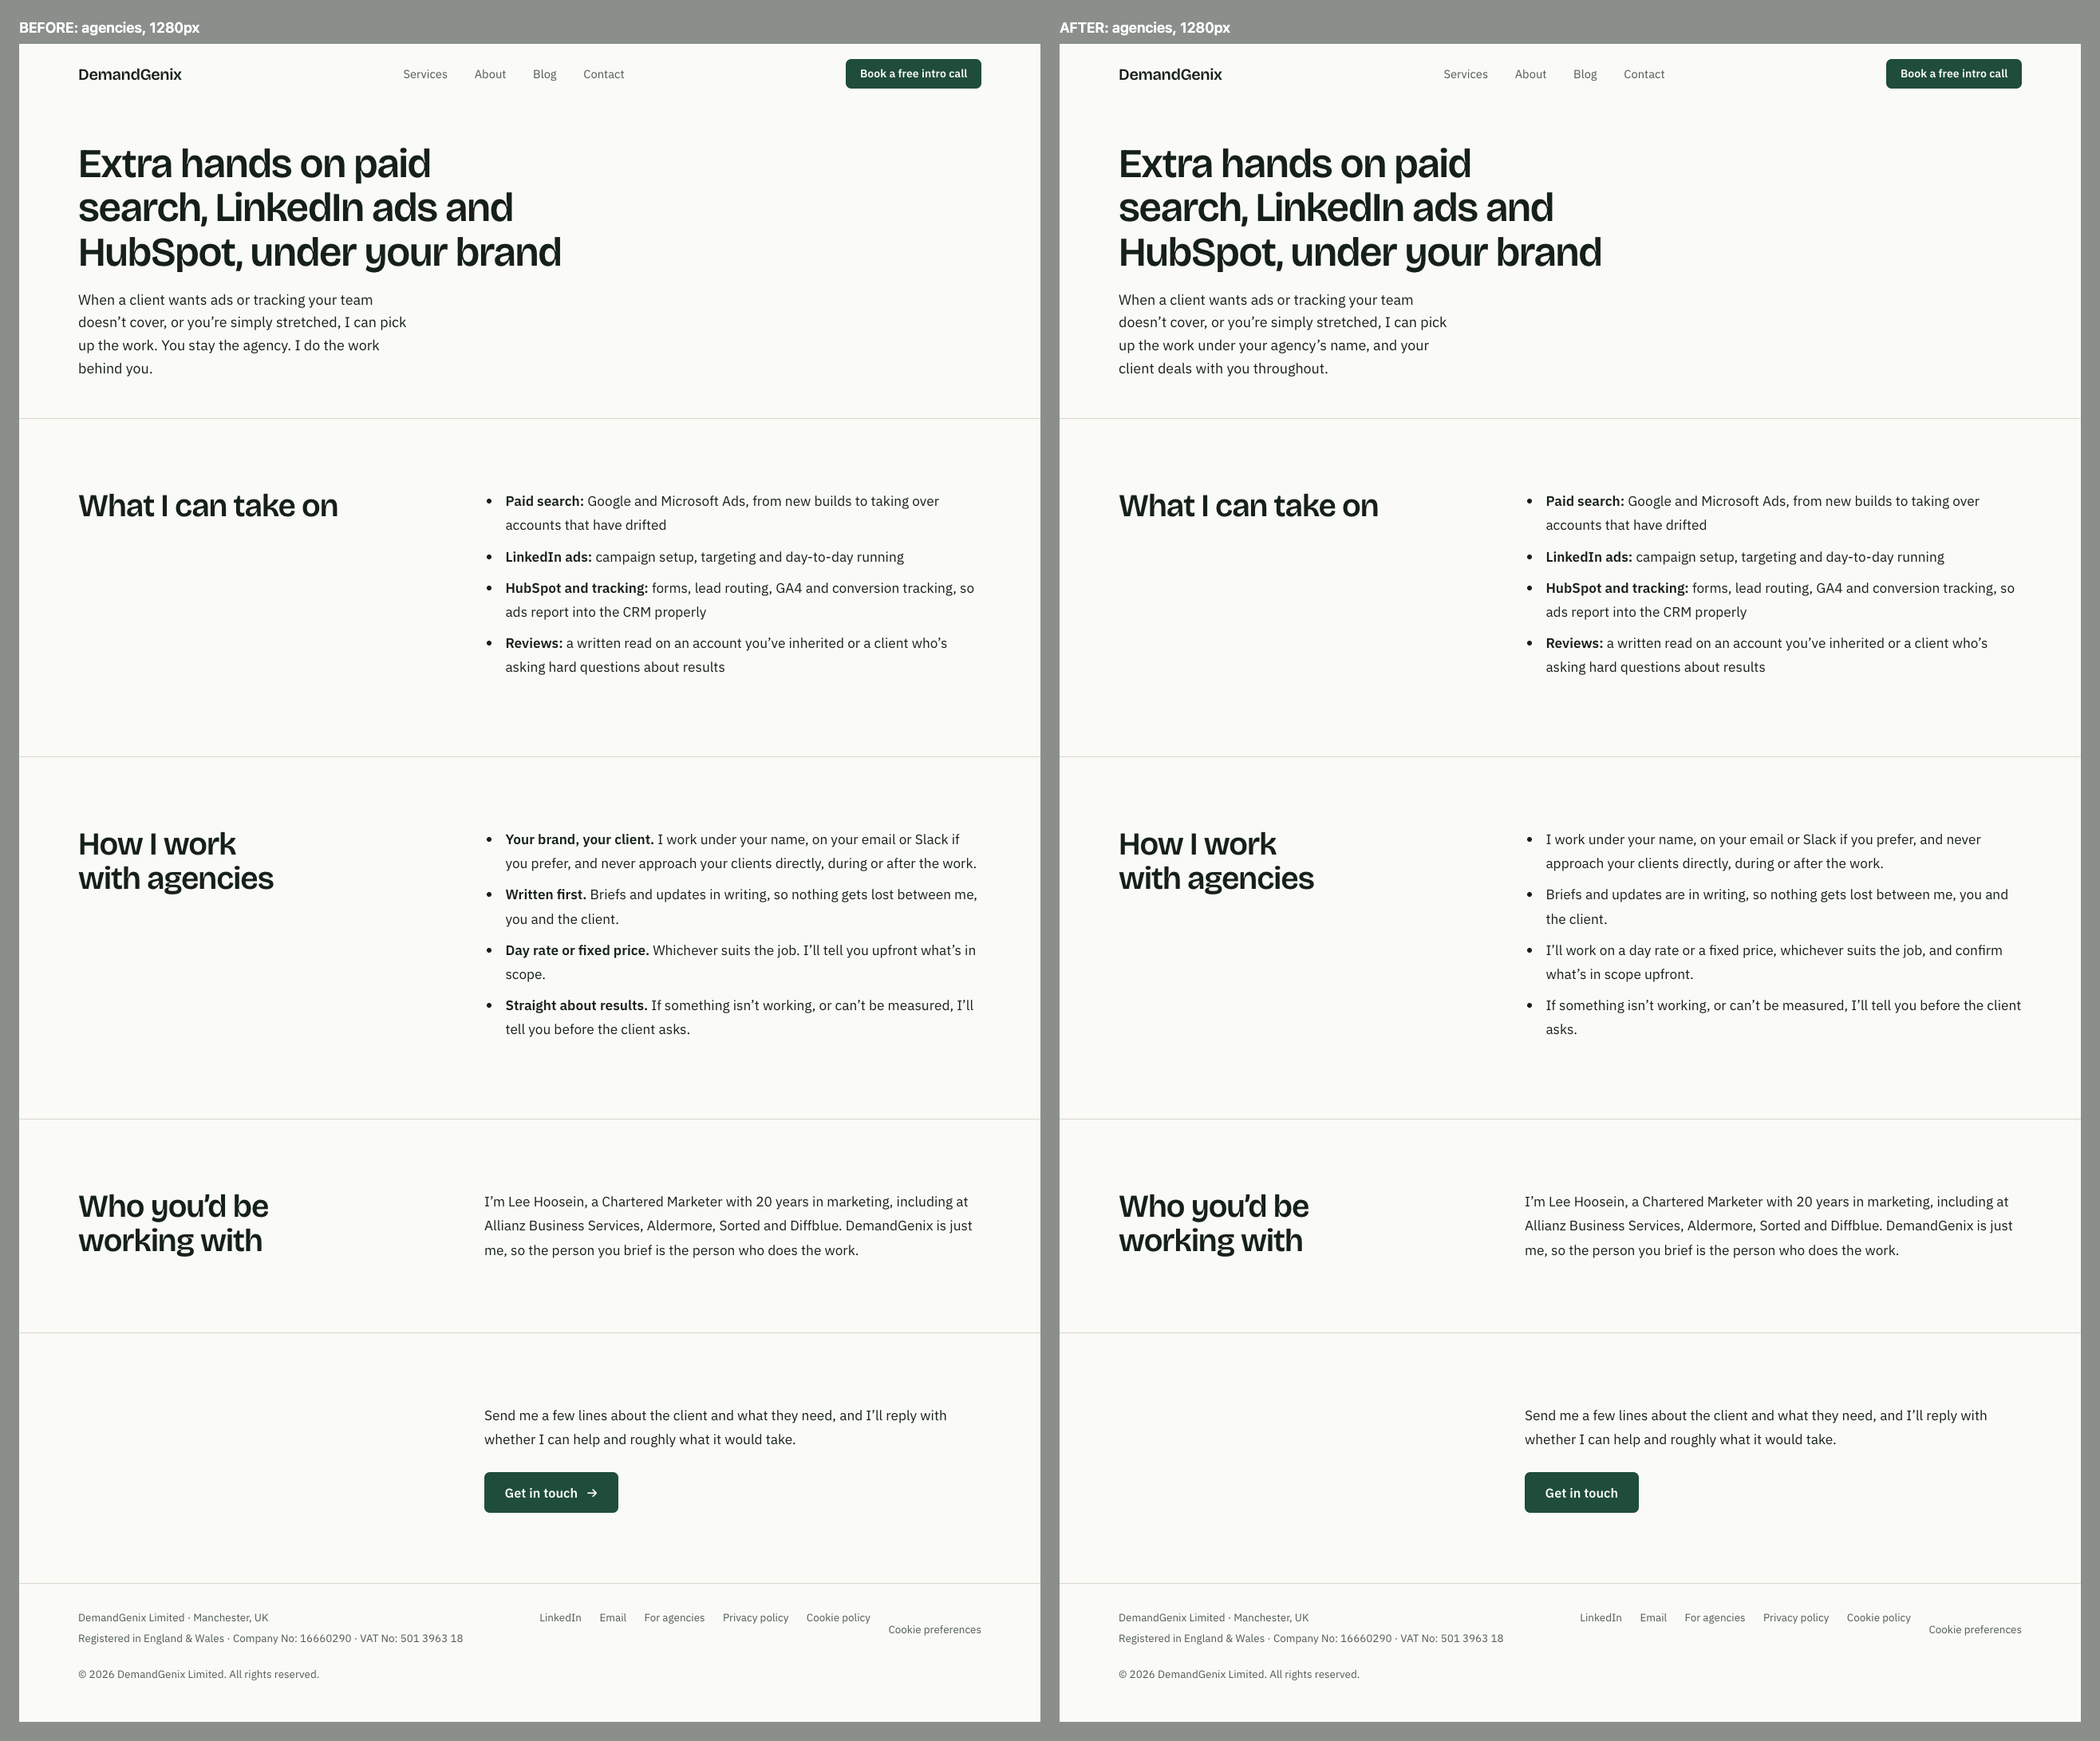 BEFORE: agencies, 1280px
DemandGenix
Services About Blog Contact
Book a free intro call
Extra hands on paid
search, LinkedIn ads and
HubSpot, under your brand
When a client wants ads or tracking your team
doesn’t cover, or you’re simply stretched, I can pick
up the work. You stay the agency. I do the work
behind you.
What I can take on
• Paid search: Google and Microsoft Ads, from new builds to taking over
accounts that have drifted
• LinkedIn ads: campaign setup, targeting and day-to-day running
• HubSpot and tracking: forms, lead routing, GA4 and conversion tracking, so
ads report into the CRM properly
• Reviews: a written read on an account you’ve inherited or a client who’s
asking hard questions about results
How I work
with agencies
• Your brand, your client. I work under your name, on your email or Slack if
you prefer, and never approach your clients directly, during or after the work.
• Written first. Briefs and updates in writing, so nothing gets lost between me,
you and the client.
• Day rate or fixed price. Whichever suits the job. I’ll tell you upfront what’s in
scope.
• Straight about results. If something isn’t working, or can’t be measured, I’ll
tell you before the client asks.
Who you’d be
working with
I’m Lee Hoosein, a Chartered Marketer with 20 years in marketing, including at
Allianz Business Services, Aldermore, Sorted and Diffblue. DemandGenix is just
me, so the person you brief is the person who does the work.
Send me a few lines about the client and what they need, and I’ll reply with
whether I can help and roughly what it would take.
Get in touch →
DemandGenix Limited · Manchester, UK
Registered in England & Wales · Company No: 16660290 · VAT No: 501 3963 18
LinkedIn Email For agencies Privacy policy Cookie policy
Cookie preferences
© 2026 DemandGenix Limited. All rights reserved.
AFTER: agencies, 1280px
DemandGenix
Services About Blog Contact
Book a free intro call
Extra hands on paid
search, LinkedIn ads and
HubSpot, under your brand
When a client wants ads or tracking your team
doesn’t cover, or you’re simply stretched, I can pick
up the work under your agency’s name, and your
client deals with you throughout.
What I can take on
• Paid search: Google and Microsoft Ads, from new builds to taking over
accounts that have drifted
• LinkedIn ads: campaign setup, targeting and day-to-day running
• HubSpot and tracking: forms, lead routing, GA4 and conversion tracking, so
ads report into the CRM properly
• Reviews: a written read on an account you’ve inherited or a client who’s
asking hard questions about results
How I work
with agencies
• I work under your name, on your email or Slack if you prefer, and never
approach your clients directly, during or after the work.
• Briefs and updates are in writing, so nothing gets lost between me, you and
the client.
• I’ll work on a day rate or a fixed price, whichever suits the job, and confirm
what’s in scope upfront.
• If something isn’t working, or can’t be measured, I’ll tell you before the client
asks.
Who you’d be
working with
I’m Lee Hoosein, a Chartered Marketer with 20 years in marketing, including at
Allianz Business Services, Aldermore, Sorted and Diffblue. DemandGenix is just
me, so the person you brief is the person who does the work.
Send me a few lines about the client and what they need, and I’ll reply with
whether I can help and roughly what it would take.
Get in touch
DemandGenix Limited · Manchester, UK
Registered in England & Wales · Company No: 16660290 · VAT No: 501 3963 18
LinkedIn Email For agencies Privacy policy Cookie policy
Cookie preferences
© 2026 DemandGenix Limited. All rights reserved.